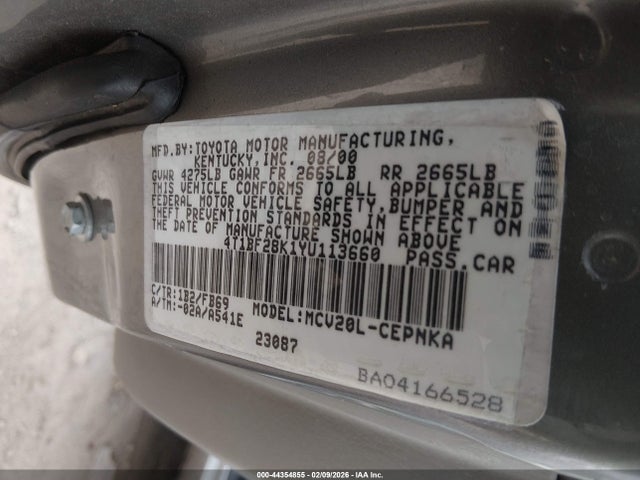 MFD.BY:TOYOTA MOTOR MANUFACTURING,
KENTUCKY,INC. 08/00
GVWR 4275LB GAWR FR 2665LB RR 2665LB
THIS VEHICLE CONFORMS TO ALL APPLICABLE
FEDERAL MOTOR VEHICLE SAFETY,BUMPER AND
THEFT PREVENTION STANDARDS IN EFFECT ON
THE DATE OF MANUFACTURE SHOWN ABOVE
4T1BF28K1YU113660 PASS.CAR
C/TR:1B2/FB69
A/TM:-02A/A541E
MODEL:MCV20L-CEPNKA
23087
BA04166528
000-44354855 - 02/09/2026 - IAA Inc.